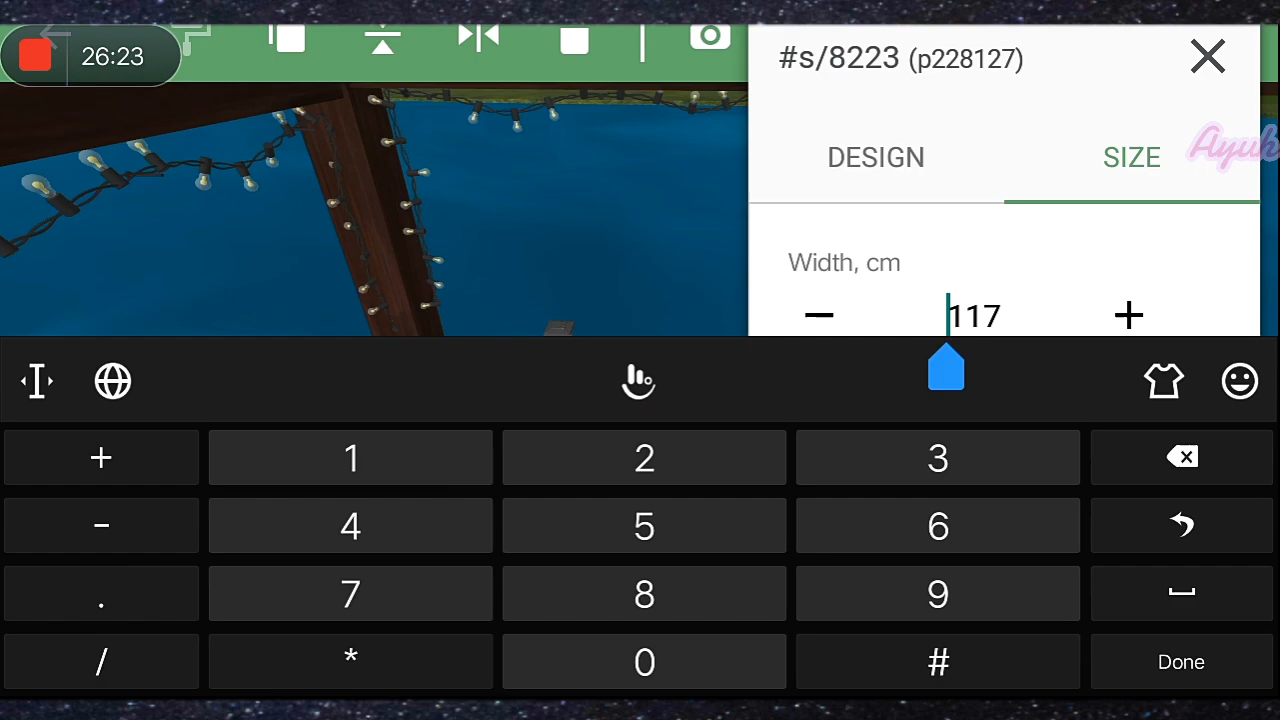 26:23
#s/8223 (p228127)
DESIGN
SIZE
Ayuk
Width, cm
− 117 +
+ 1 2 3
- 4 5 6
. 7 8 9
/ * 0 # Done